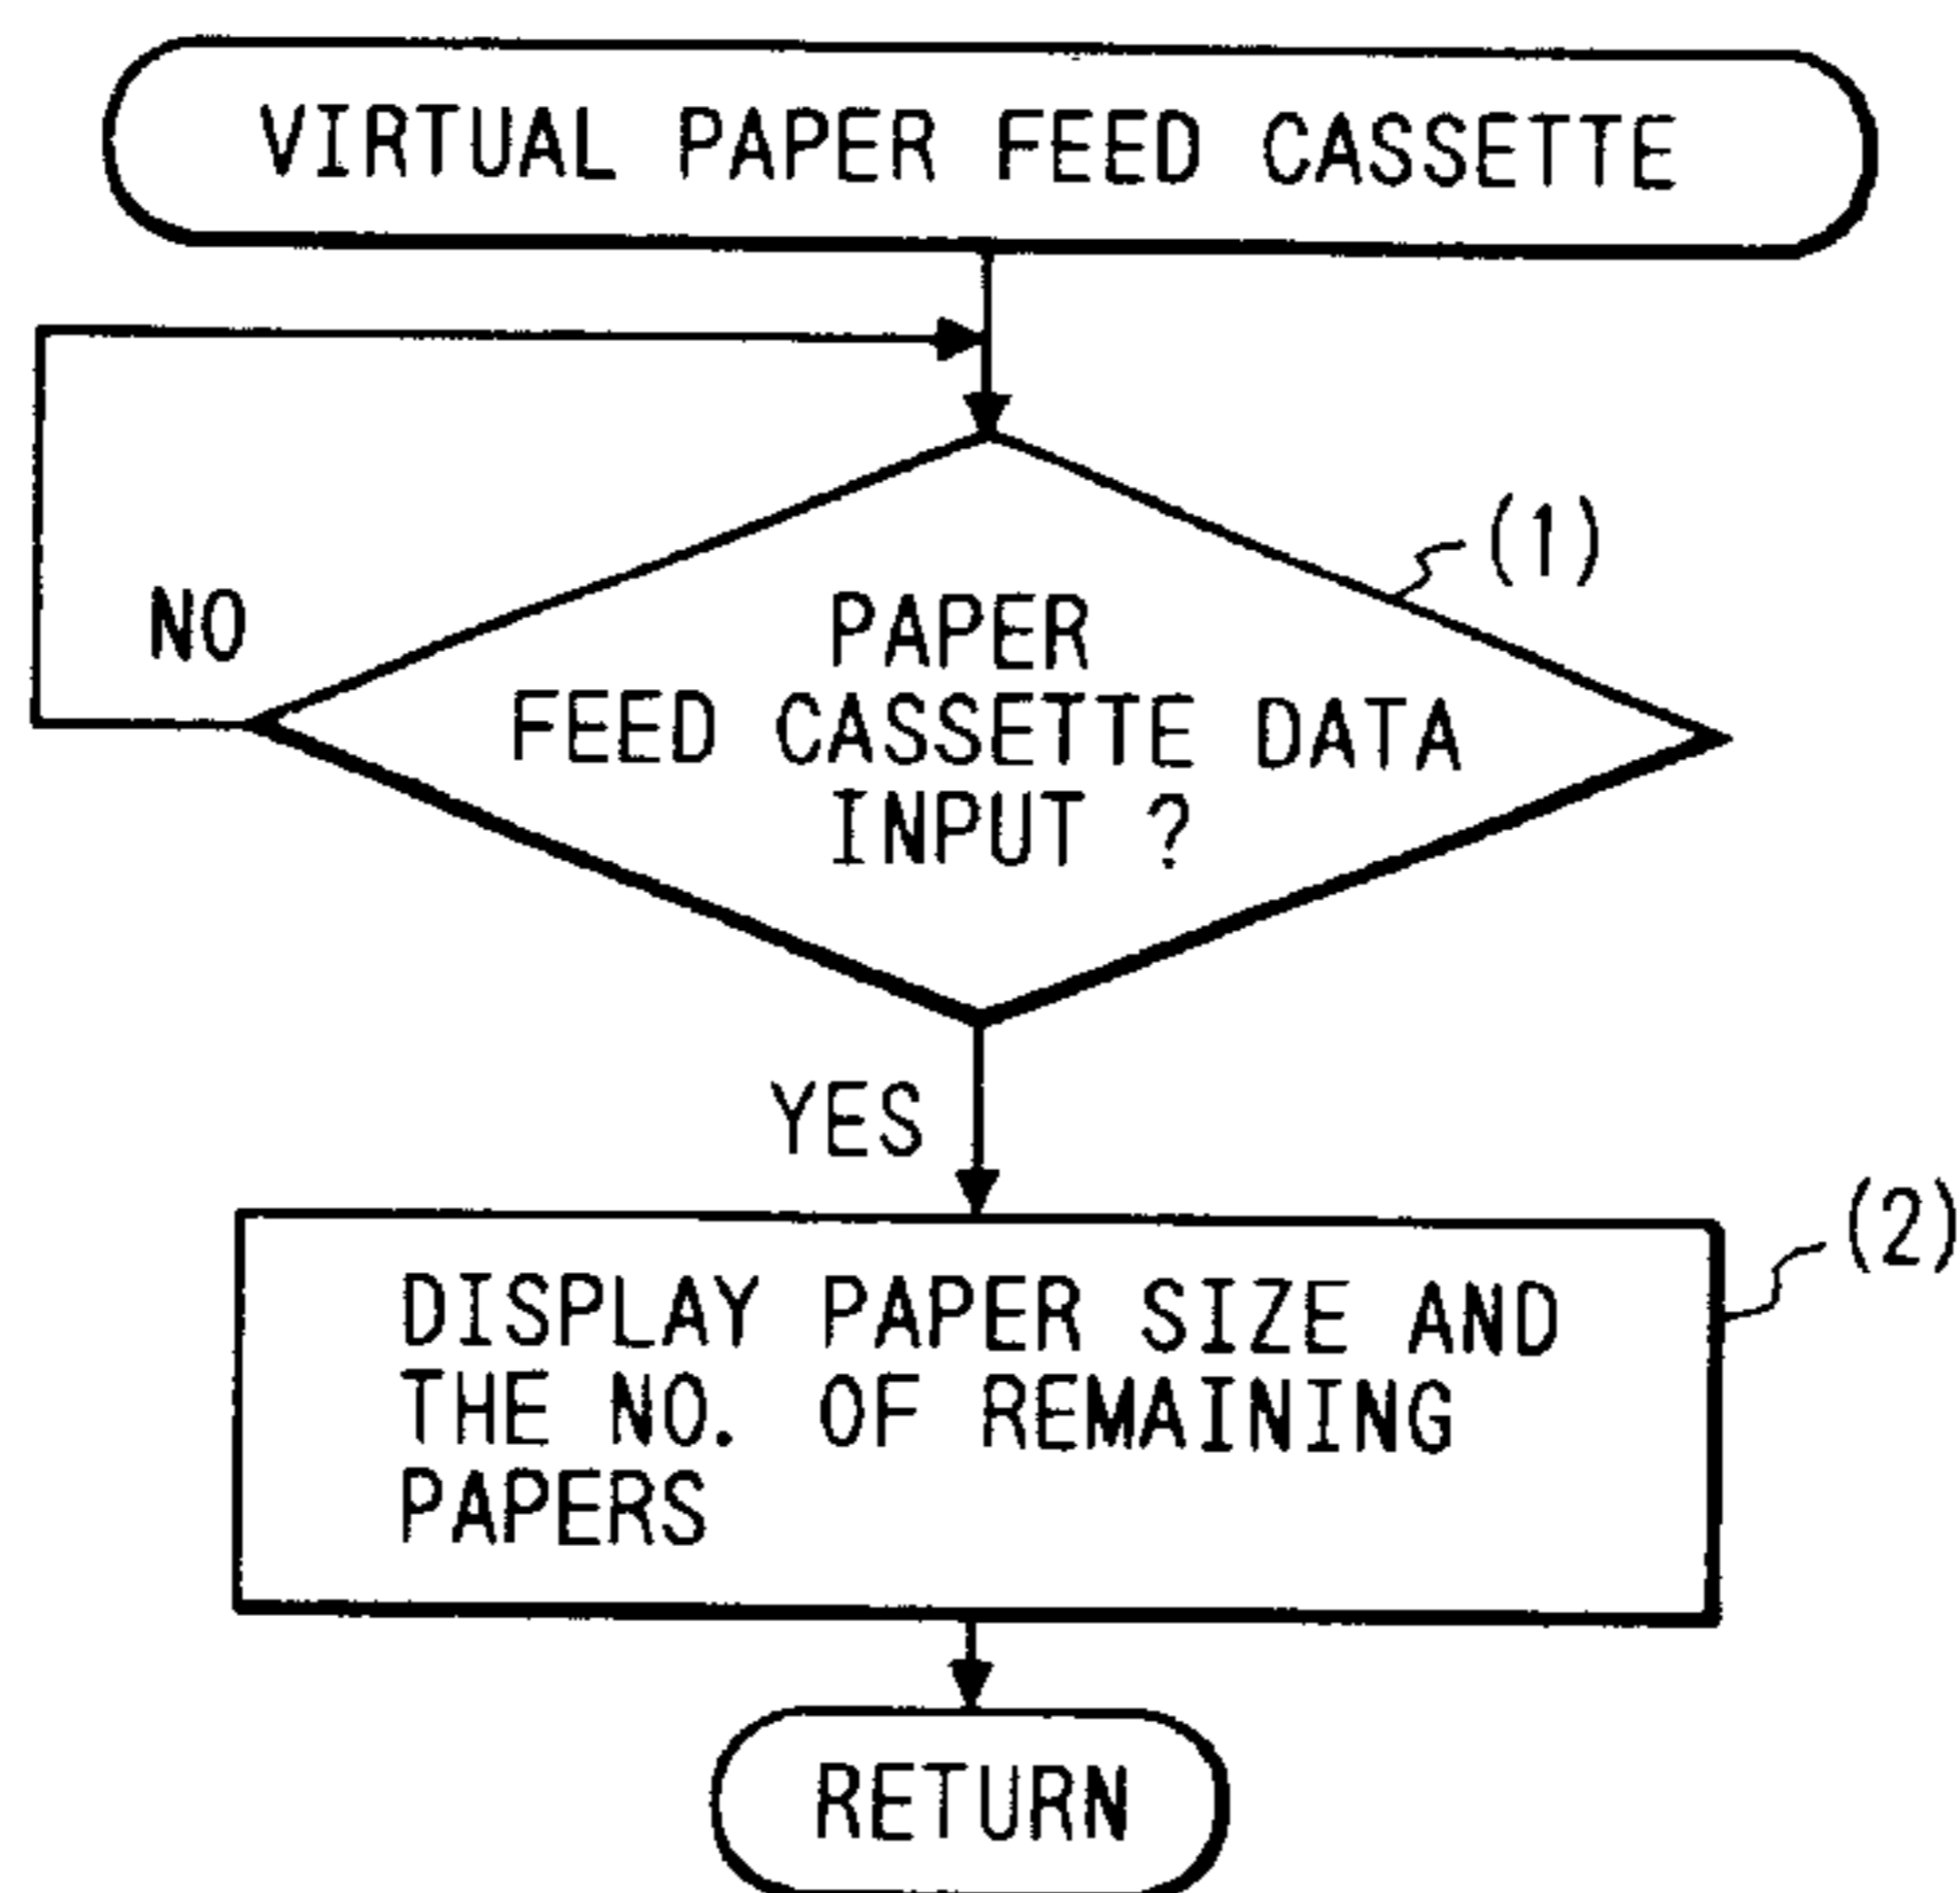 VIRTUAL PAPER FEED CASSETTE
(1)
NO
PAPER
FEED CASSETTE DATA
INPUT ?
YES
(2)
DISPLAY PAPER SIZE AND
THE NO. OF REMAINING
PAPERS
RETURN